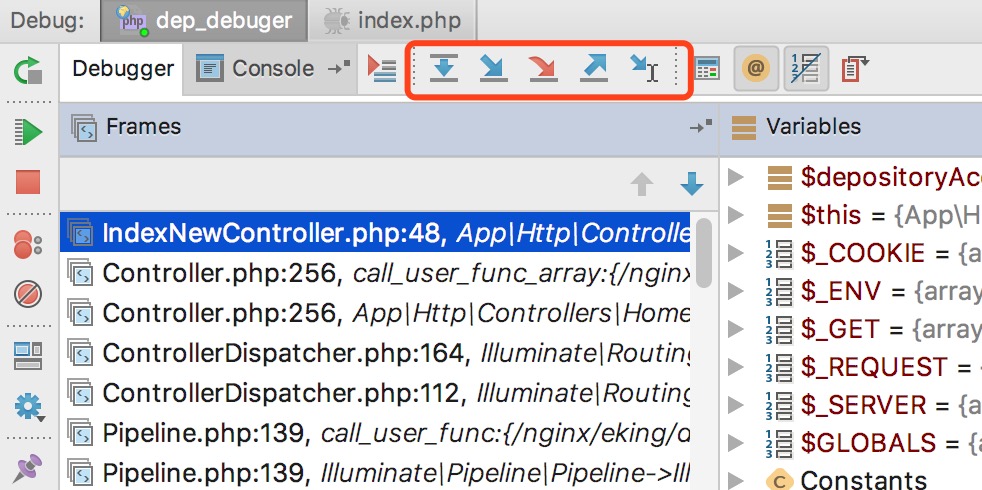 Debug: php dep_debuger index.php
Debugger Console
Frames
Variables
IndexNewController.php:48, App\Http\Controlle
Controller.php:256, call_user_func_array:{/nginx
Controller.php:256, App\Http\Controllers\Home
ControllerDispatcher.php:164, Illuminate\Routing
ControllerDispatcher.php:112, Illuminate\Routing
Pipeline.php:139, call_user_func:{/nginx/eking/d
Pipeline.php:139, Illuminate\Pipeline\Pipeline->Ill
$depositoryAcc
$this = {App\H
$_COOKIE = {a
$_ENV = {array
$_GET = {array
$_REQUEST =
$_SERVER = {a
$GLOBALS = {a
C Constants